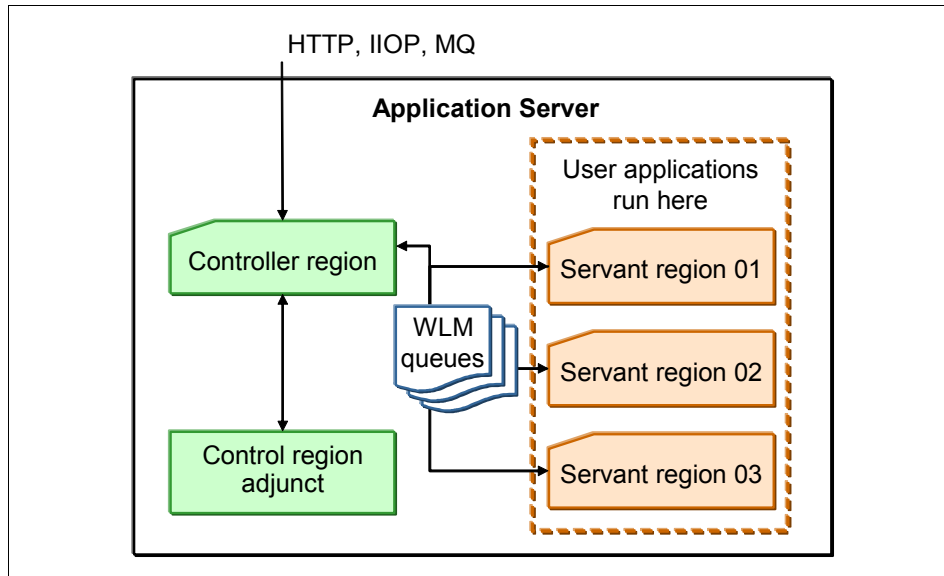 HTTP, IIOP, MQ
Application Server
User applications
run here
Controller region
Servant region 01
WLM
queues
Servant region 02
Control region
adjunct
Servant region 03